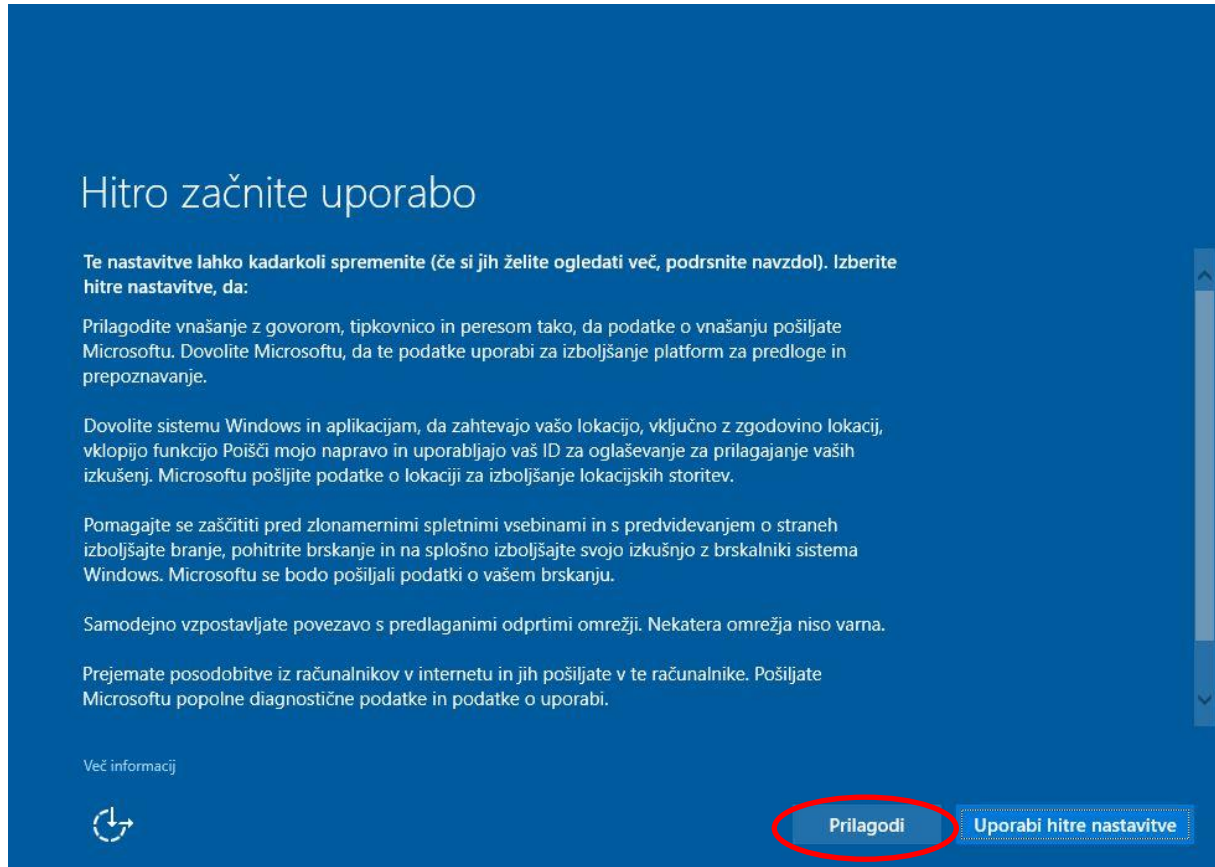 Hitro začnite uporabo
Te nastavitve lahko kadarkoli spremenite (če si jih želite ogledati več, podrsnite navzdol). Izberite
hitre nastavitve, da:
Prilagodite vnašanje z govorom, tipkovnico in peresom tako, da podatke o vnašanju pošiljate
Microsoftu. Dovolite Microsoftu, da te podatke uporabi za izboljšanje platform za predloge in
prepoznavanje.
Dovolite sistemu Windows in aplikacijam, da zahtevajo vašo lokacijo, vključno z zgodovino lokacij,
vklopijo funkcijo Poišči mojo napravo in uporabljajo vaš ID za oglaševanje za prilagajanje vaših
izkušenj. Microsoftu pošljite podatke o lokaciji za izboljšanje lokacijskih storitev.
Pomagajte se zaščititi pred zlonamernimi spletnimi vsebinami in s predvidevanjem o straneh
izboljšajte branje, pohitrite brskanje in na splošno izboljšajte svojo izkušnjo z brskalniki sistema
Windows. Microsoftu se bodo pošiljali podatki o vašem brskanju.
Samodejno vzpostavljate povezavo s predlaganimi odprtimi omrežji. Nekatera omrežja niso varna.
Prejemate posodobitve iz računalnikov v internetu in jih pošiljate v te računalnike. Pošiljate
Microsoftu popolne diagnostične podatke in podatke o uporabi.
Več informacij
Prilagodi
Uporabi hitre nastavitve